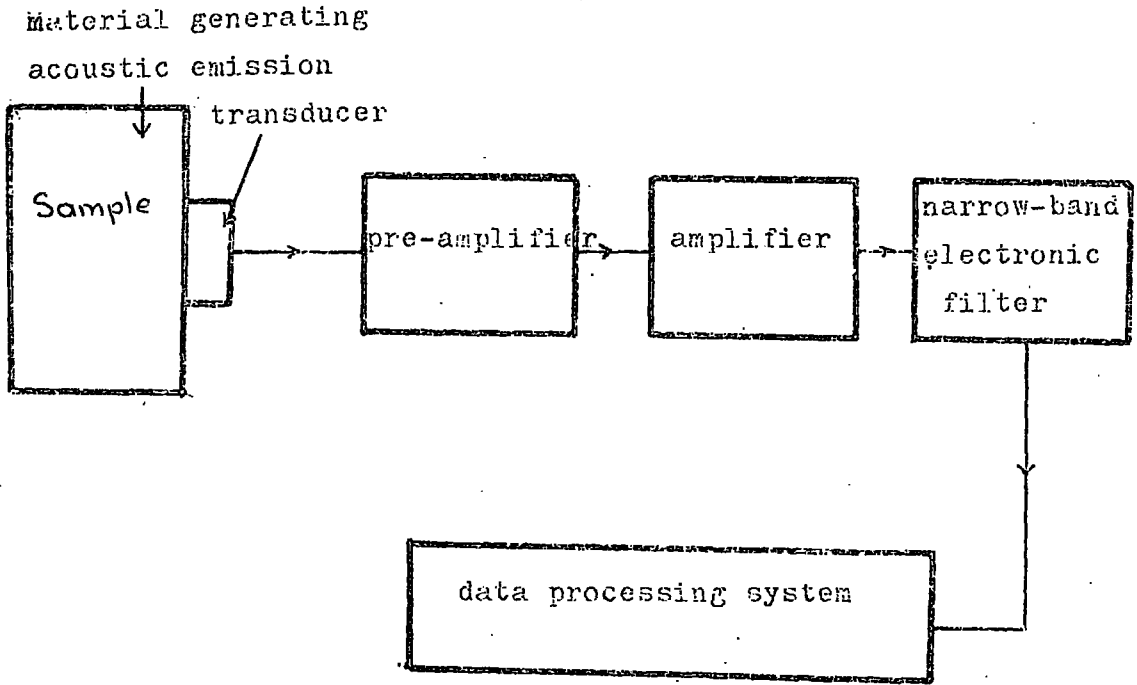 Material generating
acoustic emission
transducer
Sample
pre-amplifier
amplifier
narrow-band
electronic
filter
data processing system